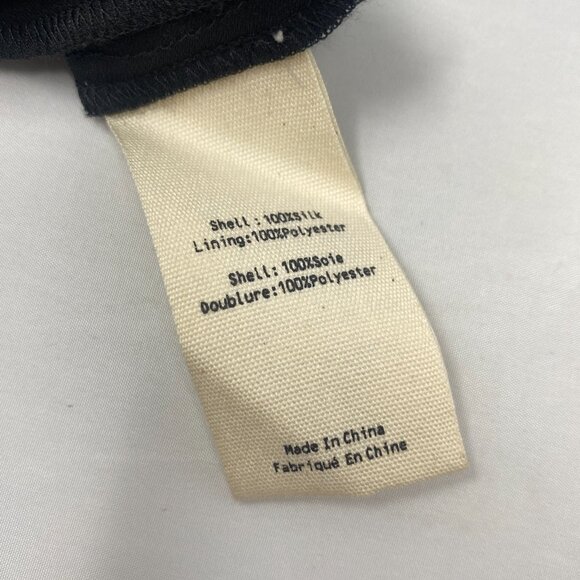 Shell: 100%Silk
Lining:100%Polyester
Shell: 100%Soie
Doublure:100%Polyester
Made In China
Fabriqué En Chine